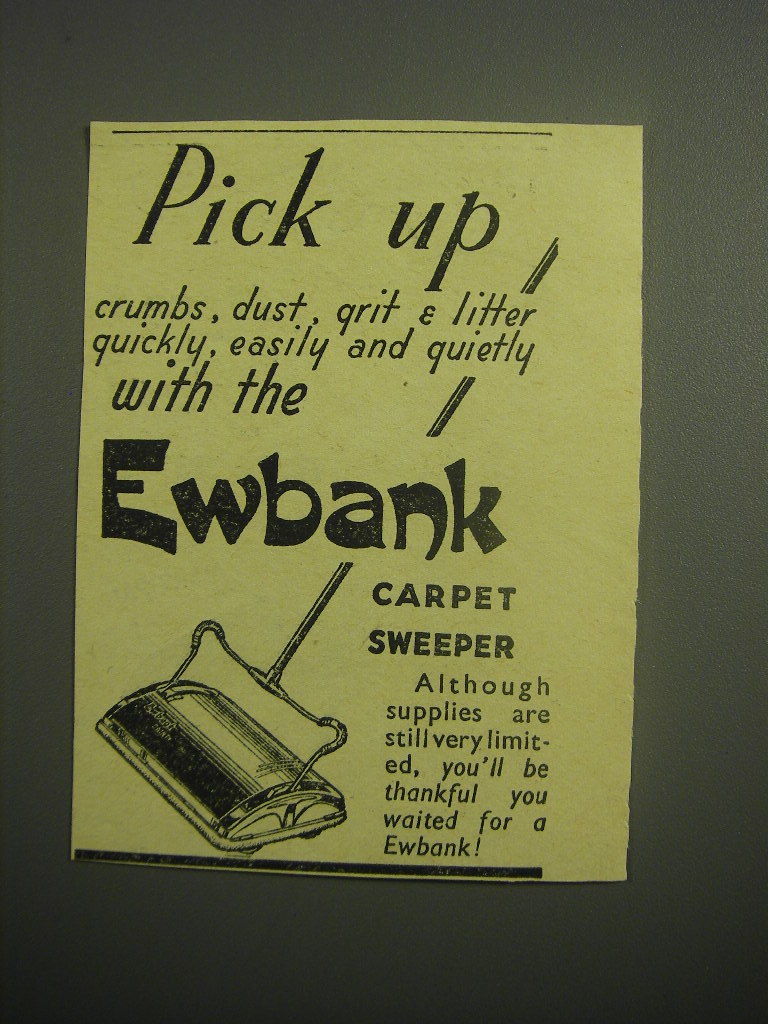 Pick up
crumbs, dust, grit & litter
quickly, easily and quietly
with the
Ewbank
CARPET
SWEEPER
Although
supplies are
still very limit-
ed, you'll be
thankful you
waited for a
Ewbank!